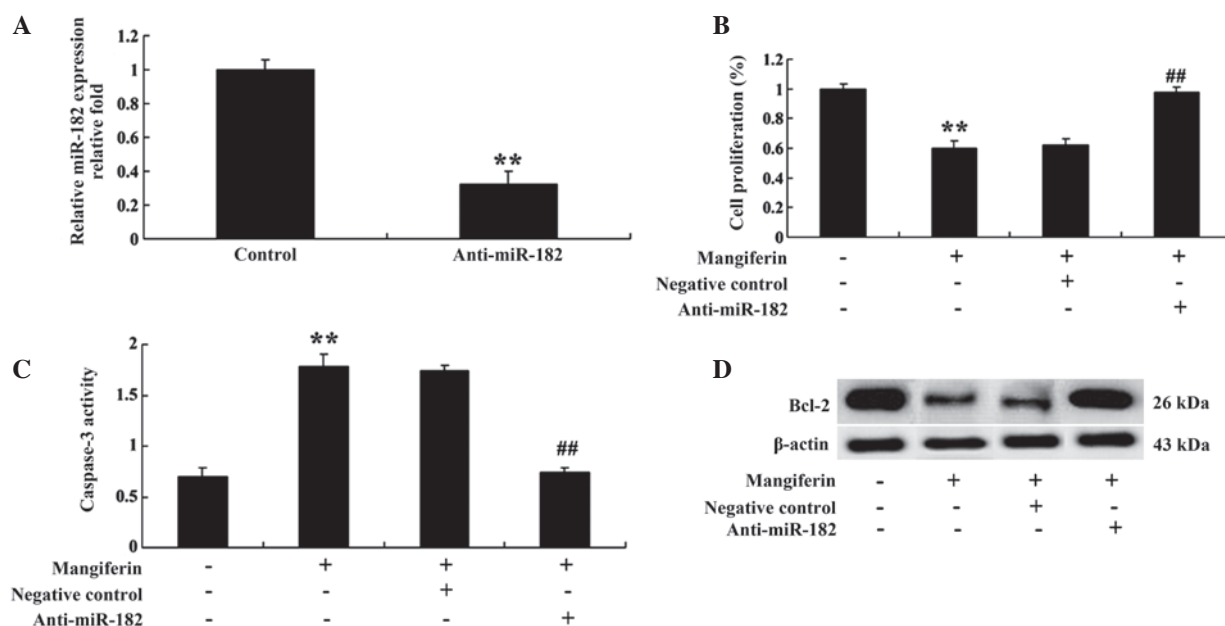 A
Relative miR-182 expression
relative fold
1.2
1
0.8
0.6
0.4
0.2
0
**
Control
Anti-miR-182
B
Cell proliferation (%)
1.2
1
0.8
0.6
0.4
0.2
0
**
##
Mangiferin - + + +
Negative control - - + -
Anti-miR-182 - - - +
C
Caspase-3 activity
2
1.5
1
0.5
0
**
##
Mangiferin - + + +
Negative control - - + -
Anti-miR-182 - - - +
D
Bcl-2 26 kDa
β-actin 43 kDa
Mangiferin - + + +
Negative control - - + -
Anti-miR-182 - - - +